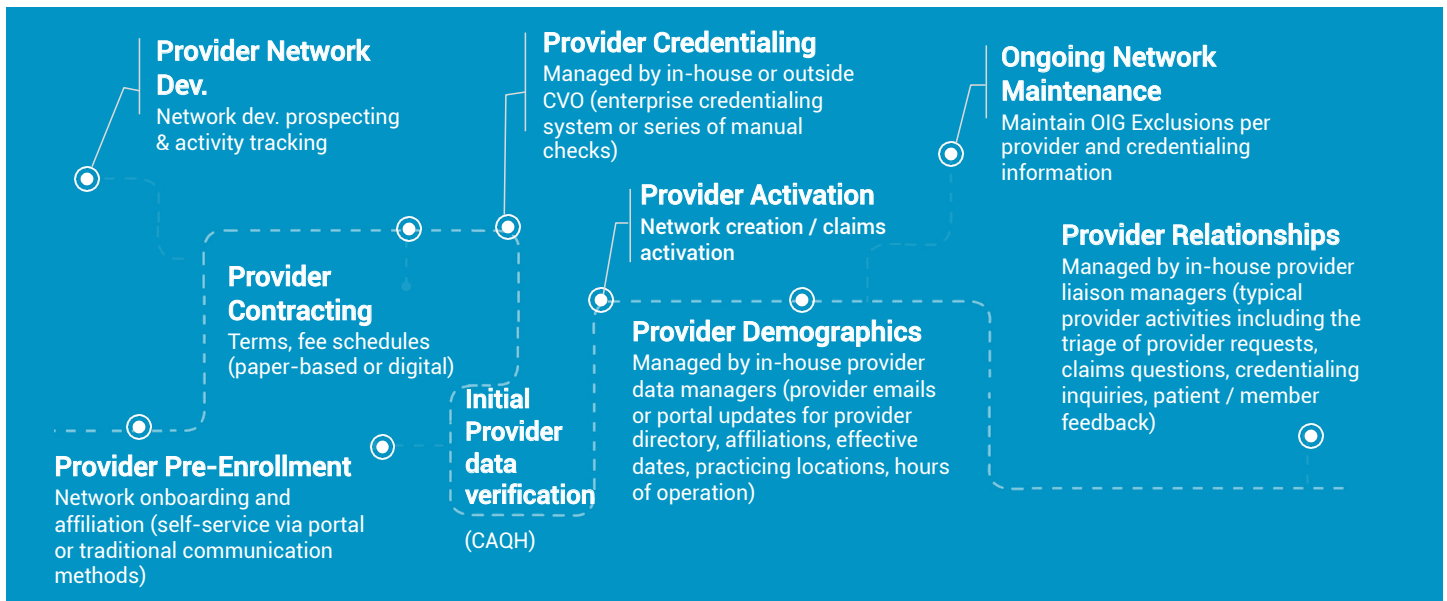 Provider Network
Dev.
Network dev. prospecting
& activity tracking
Provider Credentialing
Managed by in-house or outside
CVO (enterprise credentialing
system or series of manual
checks)
Ongoing Network
Maintenance
Maintain OIG Exclusions per
provider and credentialing
information
Provider Activation
Network creation / claims
activation
Provider Relationships
Managed by in-house provider
liaison managers (typical
provider activities including the
triage of provider requests,
claims questions, credentialing
inquiries, patient / member
feedback)
Provider
Contracting
Terms, fee schedules
(paper-based or digital)
Provider Demographics
Managed by in-house provider
data managers (provider emails
or portal updates for provider
directory, affiliations, effective
dates, practicing locations, hours
of operation)
Initial
Provider
data
verification
(CAQH)
Provider Pre-Enrollment
Network onboarding and
affiliation (self-service via portal
or traditional communication
methods)